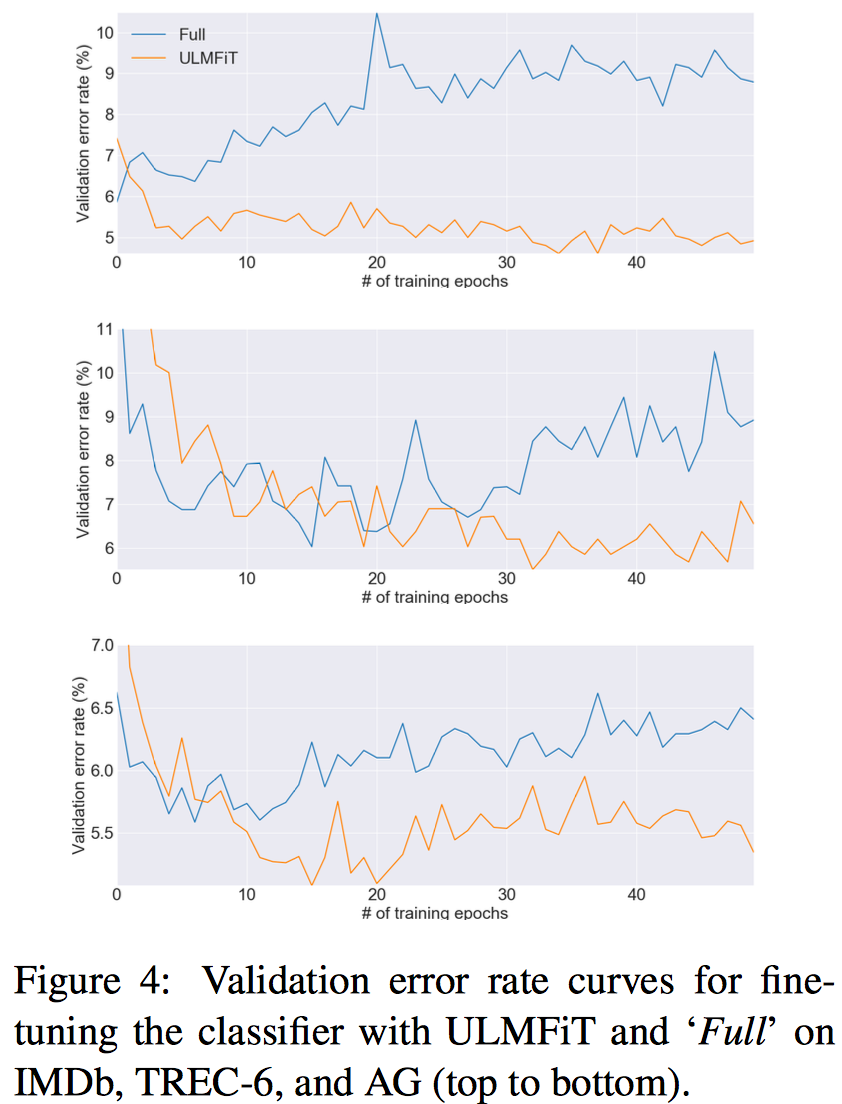 Full
ULMFiT
Validation error rate (%)
10
9
8
7
6
5
0 10 20 30 40
# of training epochs
Validation error rate (%)
11
10
9
8
7
6
0 10 20 30 40
# of training epochs
Validation error rate (%)
7.0
6.5
6.0
5.5
0 10 20 30 40
# of training epochs
Figure 4: Validation error rate curves for fine-
tuning the classifier with ULMFiT and ‘Full’ on
IMDb, TREC-6, and AG (top to bottom).